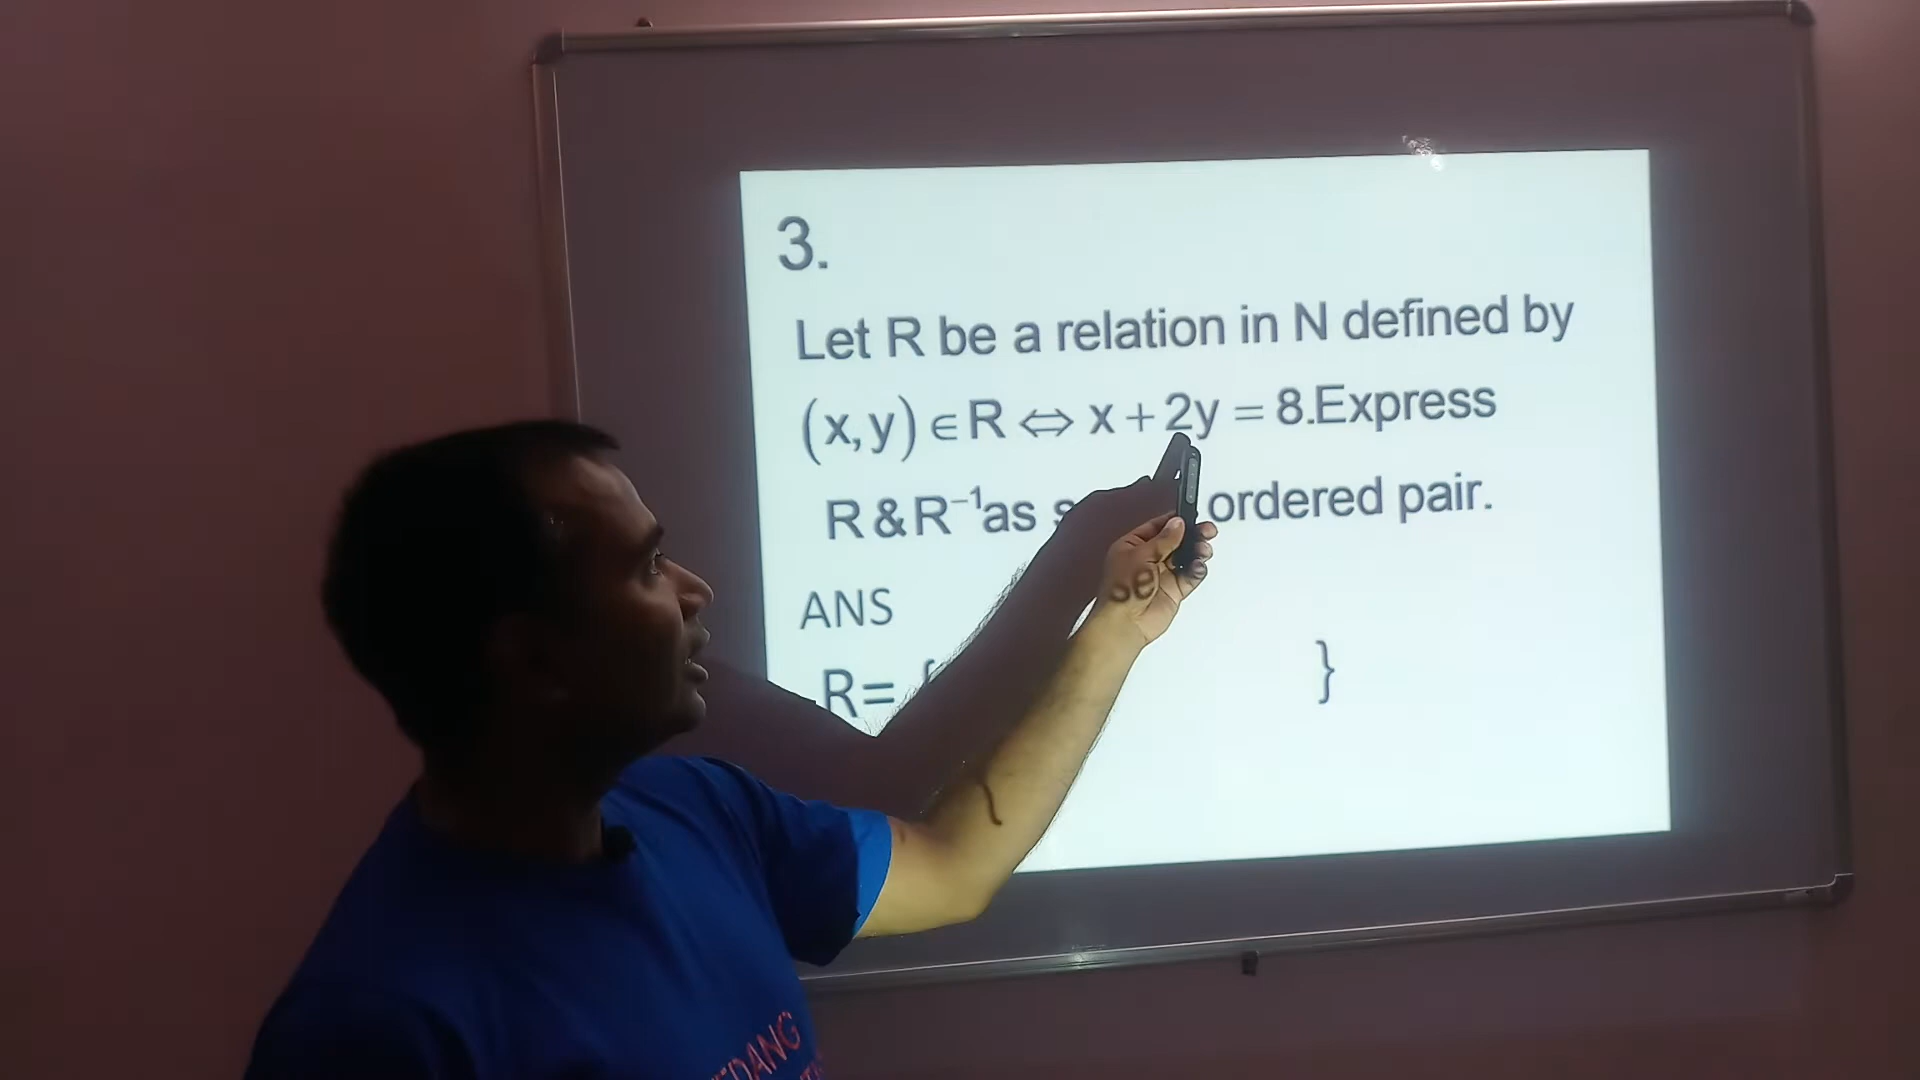 3.
Let R be a relation in N defined by
(x,y)∈R⇔x+2y=8.Express
R&R⁻¹as ordered pair.
ANS
R= { }